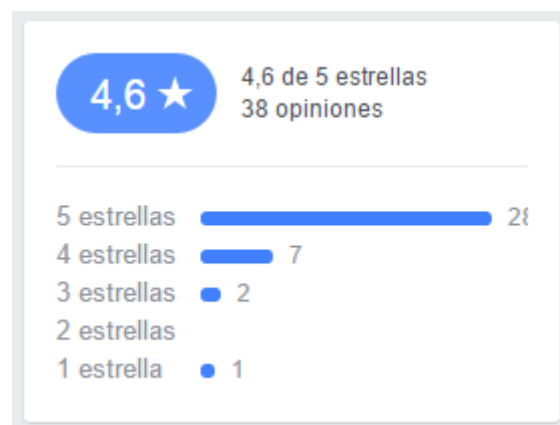 4,6 ★
4,6 de 5 estrellas
38 opiniones
5 estrellas 28
4 estrellas 7
3 estrellas 2
2 estrellas
1 estrella 1